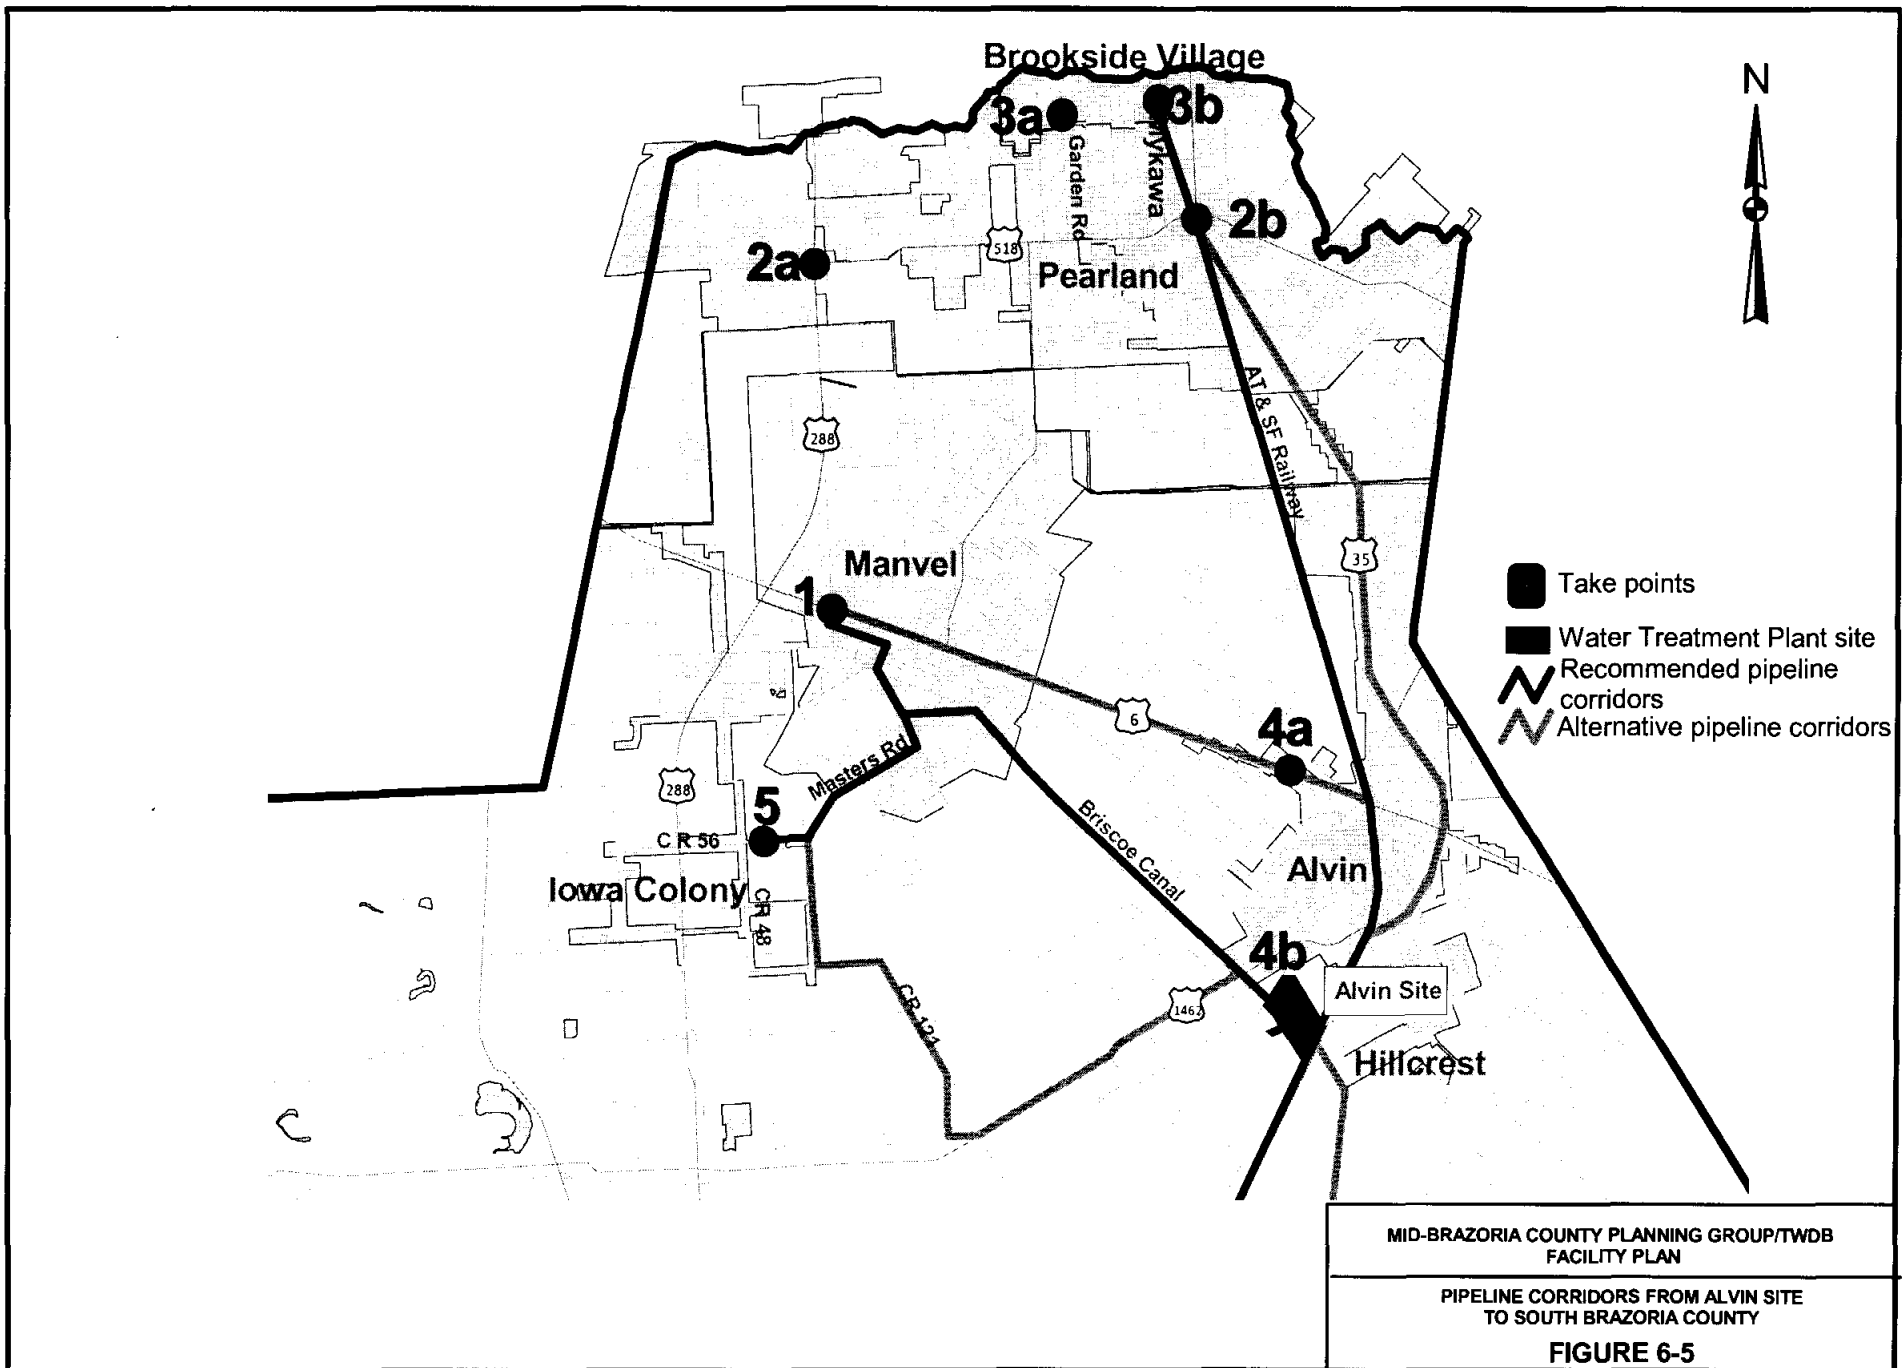 Brookside Village
N
3a
3b
Garden Rd
2b
518
2a
Pearland
AT & SF Railway
288
35
Manvel
1
Take points
Water Treatment Plant site
Recommended pipeline
corridors
Alternative pipeline corridors
6
4a
Masters Rd
288
5
Briscoe Canal
C R 56
Alvin
Iowa Colony
CR 48
4b
Alvin Site
CR 121
1462
Hillcrest
MID-BRAZORIA COUNTY PLANNING GROUP/TWDB
FACILITY PLAN
PIPELINE CORRIDORS FROM ALVIN SITE
TO SOUTH BRAZORIA COUNTY
FIGURE 6-5